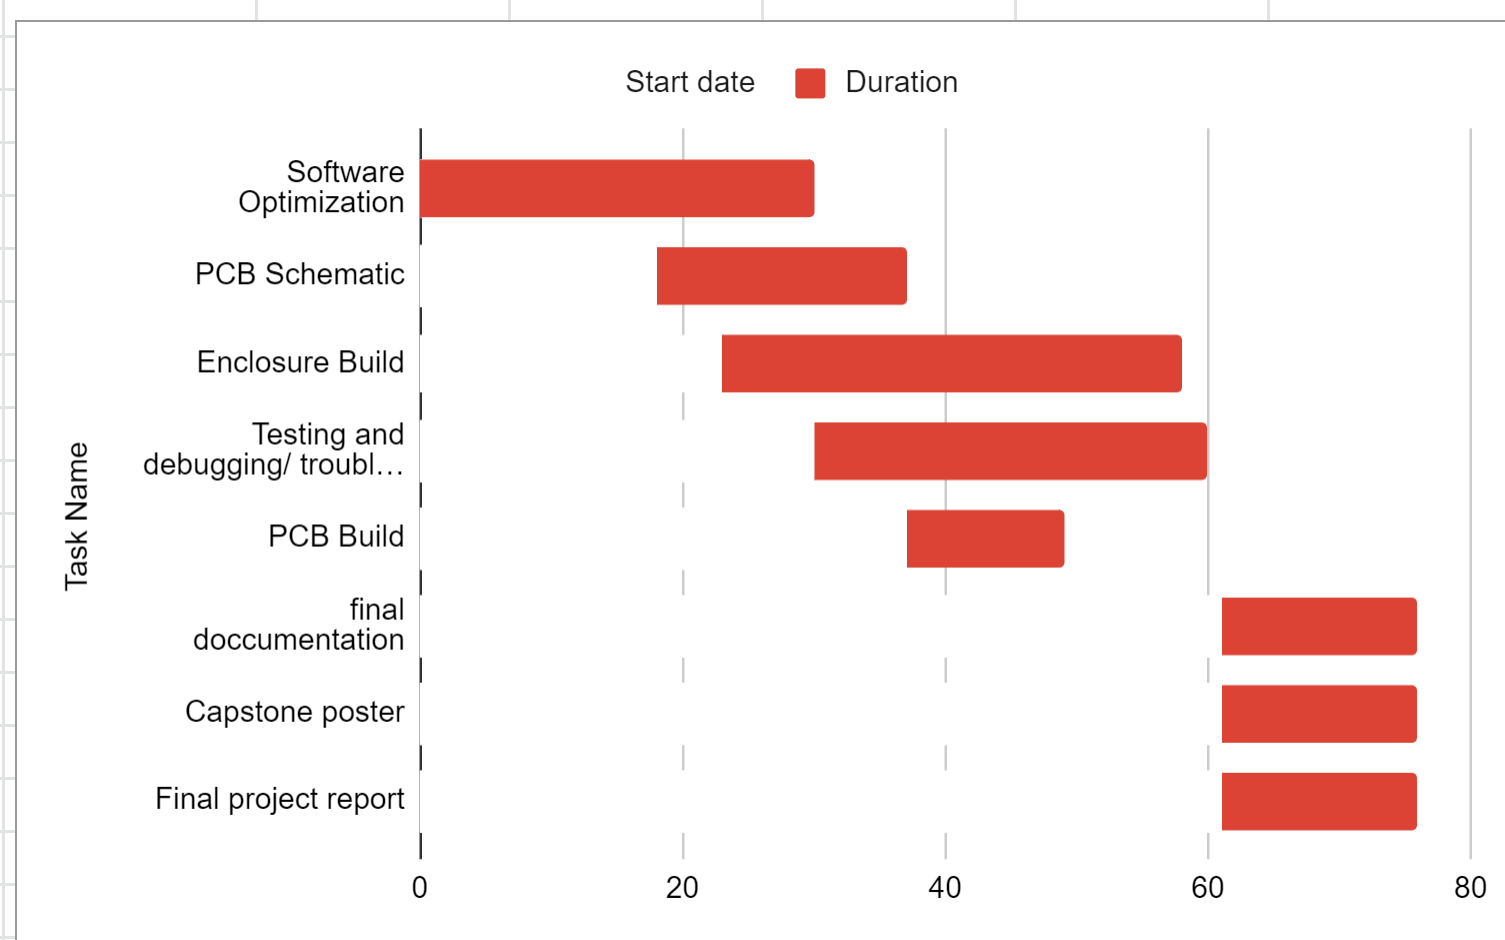 Start date Duration
Software
Optimization
PCB Schematic
Enclosure Build
Testing and
debugging/ troubl…
PCB Build
final
doccumentation
Capstone poster
Final project report
Task Name
0 20 40 60 80